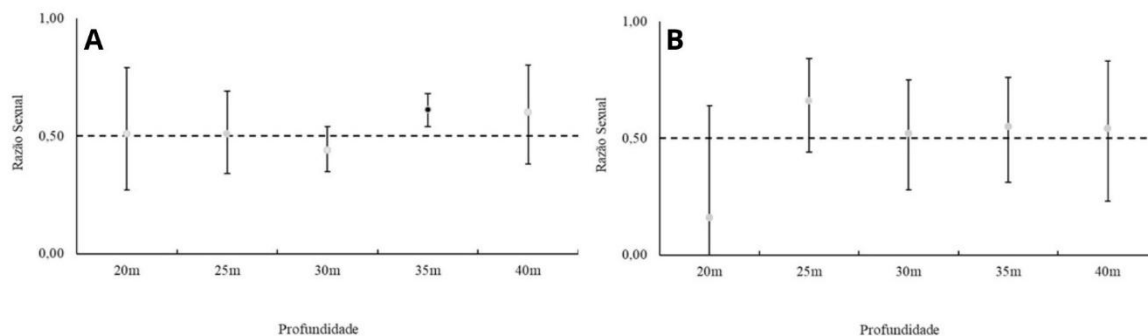 A
1,00
0,50
0,00
Razão Sexual
20m 25m 30m 35m 40m
Profundidade
B
1,00
0,50
0,00
Razão Sexual
20m 25m 30m 35m 40m
Profundidade